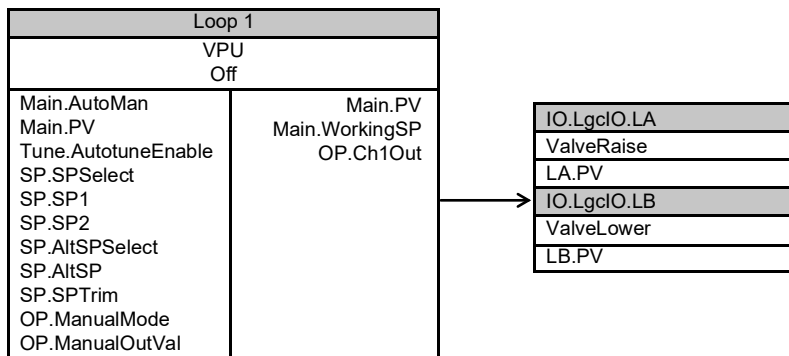 Loop 1
VPU
Off
Main.AutoMan
Main.PV
Tune.AutotuneEnable
SP.SPSelect
SP.SP1
SP.SP2
SP.AltSPSelect
SP.AltSP
SP.SPTrim
OP.ManualMode
OP.ManualOutVal
Main.PV
Main.WorkingSP
OP.Ch1Out
IO.LgcIO.LA
ValveRaise
LA.PV
IO.LgcIO.LB
ValveLower
LB.PV